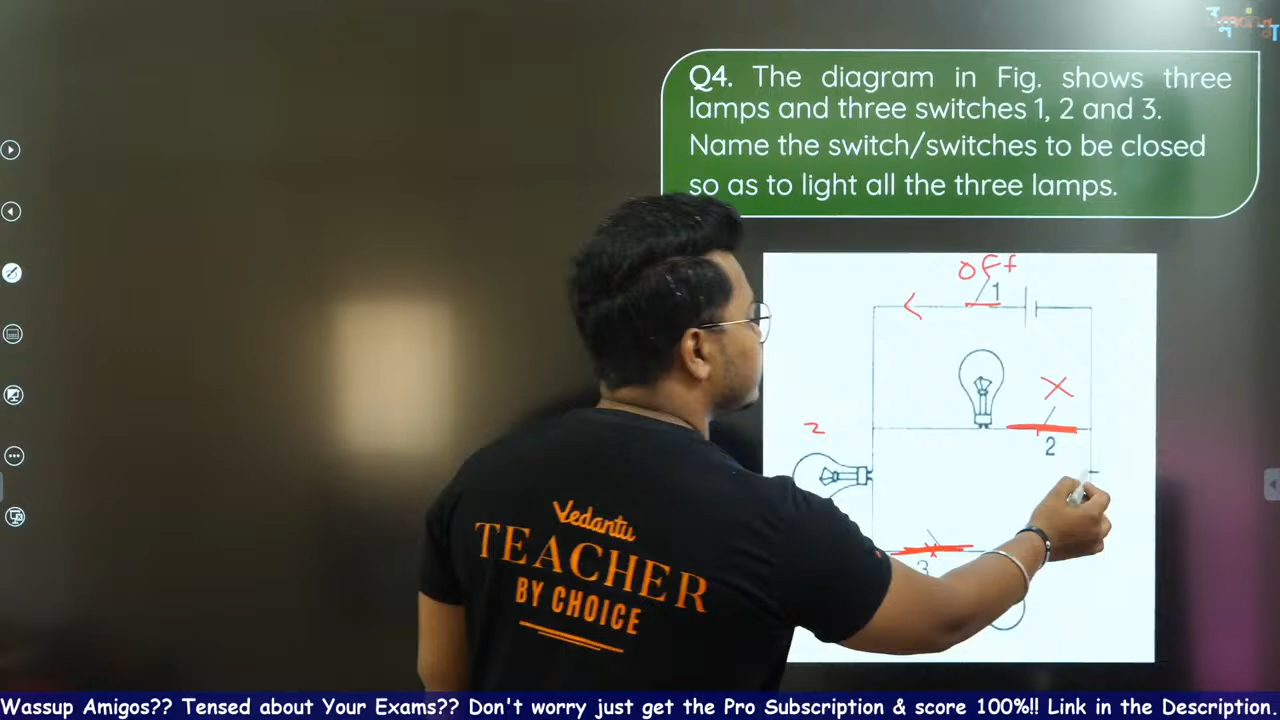 Q4. The diagram in Fig. shows three
lamps and three switches 1, 2 and 3.
Name the switch/switches to be closed
so as to light all the three lamps.
OFF
1
X
2
2
3
Vedantu
TEACHER
BY CHOICE
Wassup Amigos?? Tensed about Your Exams?? Don't worry just get the Pro Subscription & score 100%!! Link in the Description.